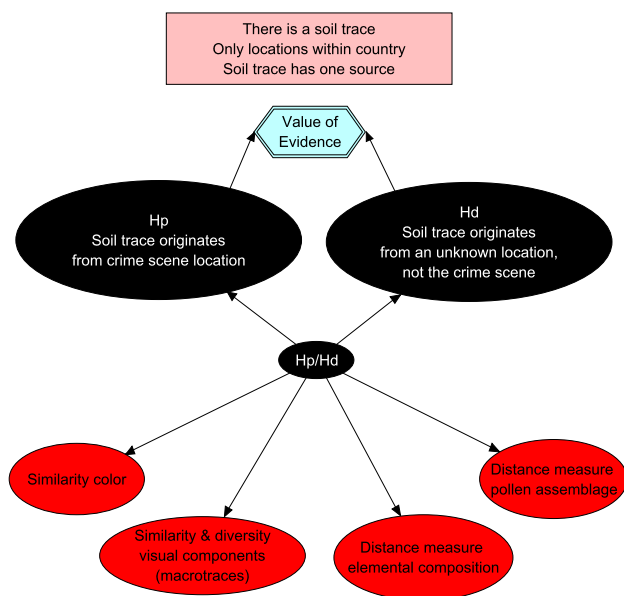 There is a soil trace
Only locations within country
Soil trace has one source
Value of
Evidence
Hp
Soil trace originates
from crime scene location
Hd
Soil trace originates
from an unknown location,
not the crime scene
Hp/Hd
Similarity color
Similarity & diversity
visual components
(macrotraces)
Distance measure
elemental composition
Distance measure
pollen assemblage